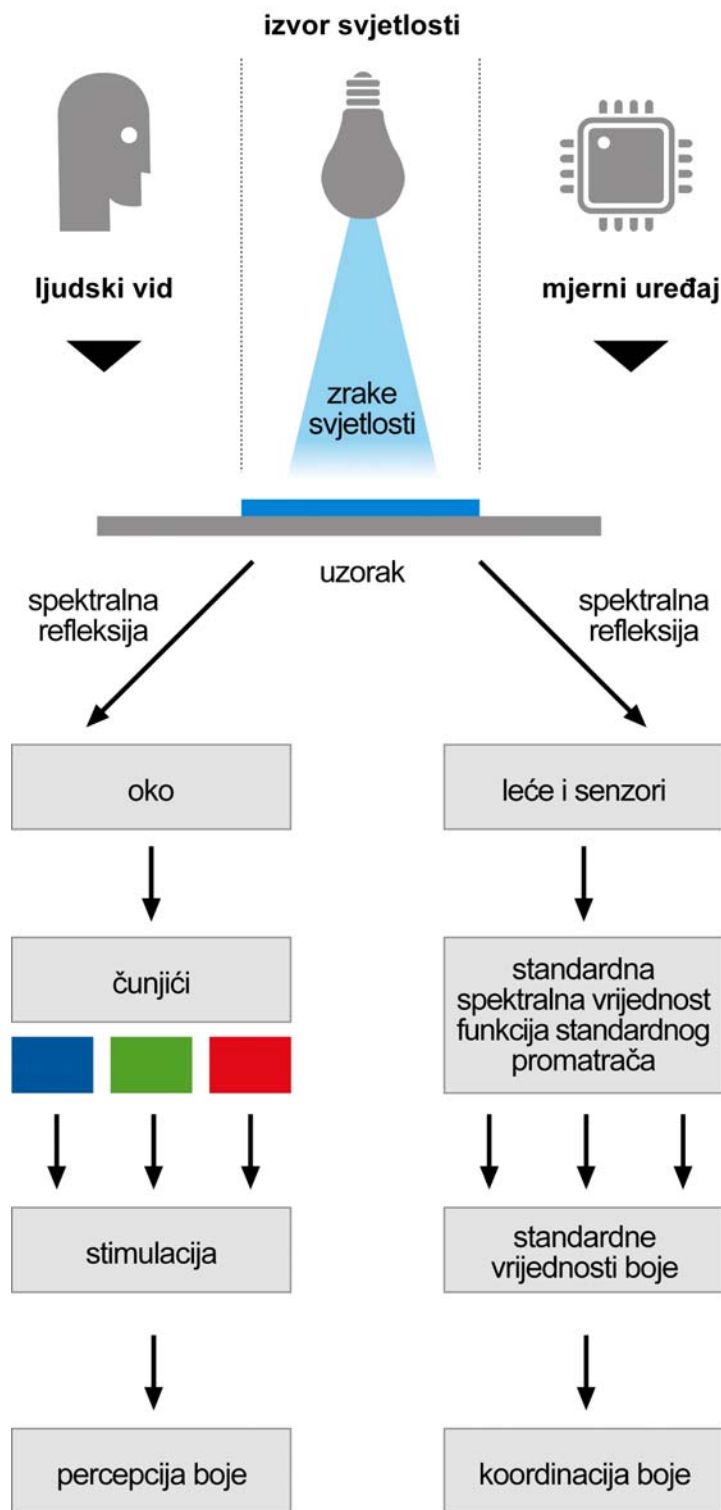 izvor svjetlosti
ljudski vid
mjerni uređaj
zrake
svjetlosti
uzorak
spektralna
refleksija
spektralna
refleksija
oko
leće i senzori
čunjići
standardna
spektralna vrijednost
funkcija standardnog
promatrača
stimulacija
standardne
vrijednosti boje
percepcija boje
koordinacija boje